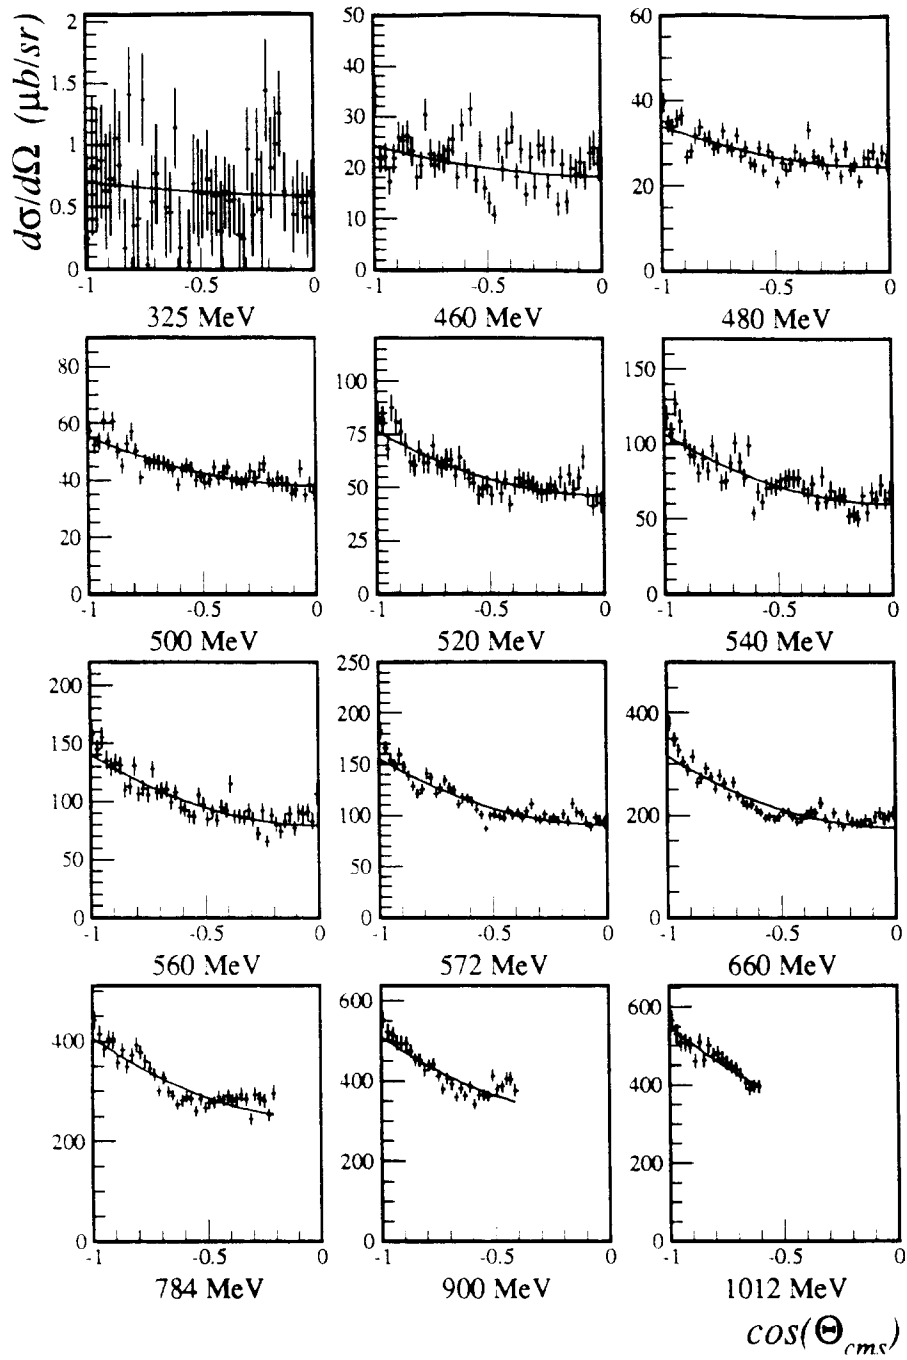 dσ/dΩ (μb/sr)
2
1.5
1
0.5
0
-1 -0.5 0
325 MeV
50
40
30
20
10
0
-1 -0.5 0
460 MeV
60
40
20
0
-1 -0.5 0
480 MeV
80
60
40
20
0
-1 -0.5 0
500 MeV
100
75
50
25
0
-1 -0.5 0
520 MeV
150
100
50
0
-1 -0.5 0
540 MeV
200
150
100
50
0
-1 -0.5 0
560 MeV
250
200
150
100
50
0
-1 -0.5 0
572 MeV
400
200
0
-1 -0.5 0
660 MeV
400
200
0
-1 -0.5 0
784 MeV
600
400
200
0
-1 -0.5 0
900 MeV
600
400
200
0
-1 -0.5 0
1012 MeV
cos(Θcms)